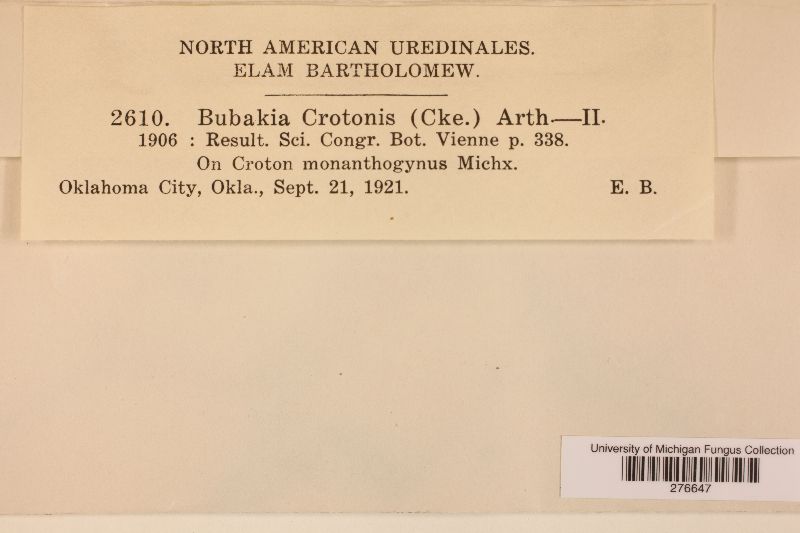 NORTH AMERICAN UREDINALES.
ELAM BARTHOLOMEW.
2610. Bubakia Crotonis (Cke.) Arth.—II.
1906 : Result. Sci. Congr. Bot. Vienne p. 338.
On Croton monanthogynus Michx.
Oklahoma City, Okla., Sept. 21, 1921. E. B.
University of Michigan Fungus Collection
276647